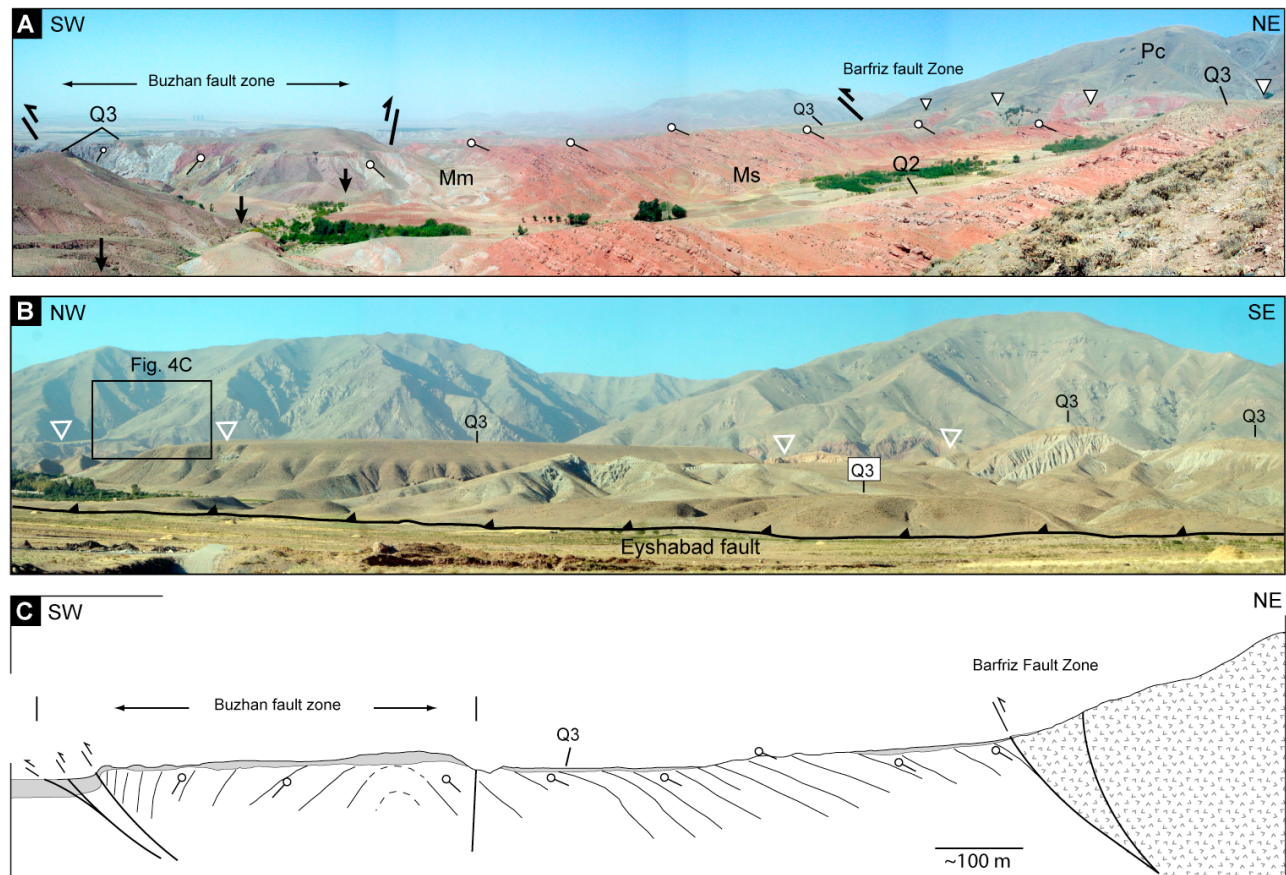 A SW
NE
Buzhan fault zone
Barfriz fault Zone
Pc
Q3
Q3
Q3
Mm
Ms
Q2
B NW
SE
Fig. 4C
Q3
Q3
Q3
Q3
Eyshabad fault
C SW
NE
Barfriz Fault Zone
Buzhan fault zone
Q3
~100 m